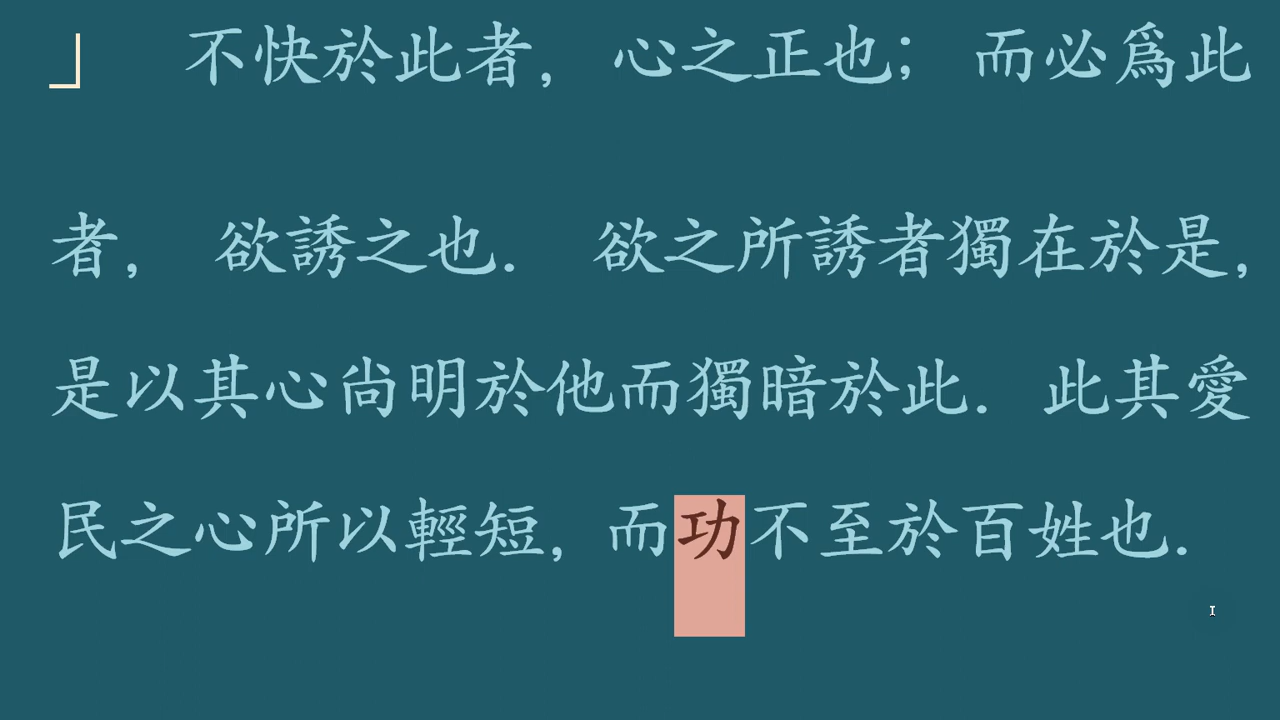 」 不快於此者, 心之正也; 而必爲此
者, 欲誘之也. 欲之所誘者獨在於是,
是以其心尙明於他而獨暗於此. 此其愛
民之心所以輕短, 而功不至於百姓也.